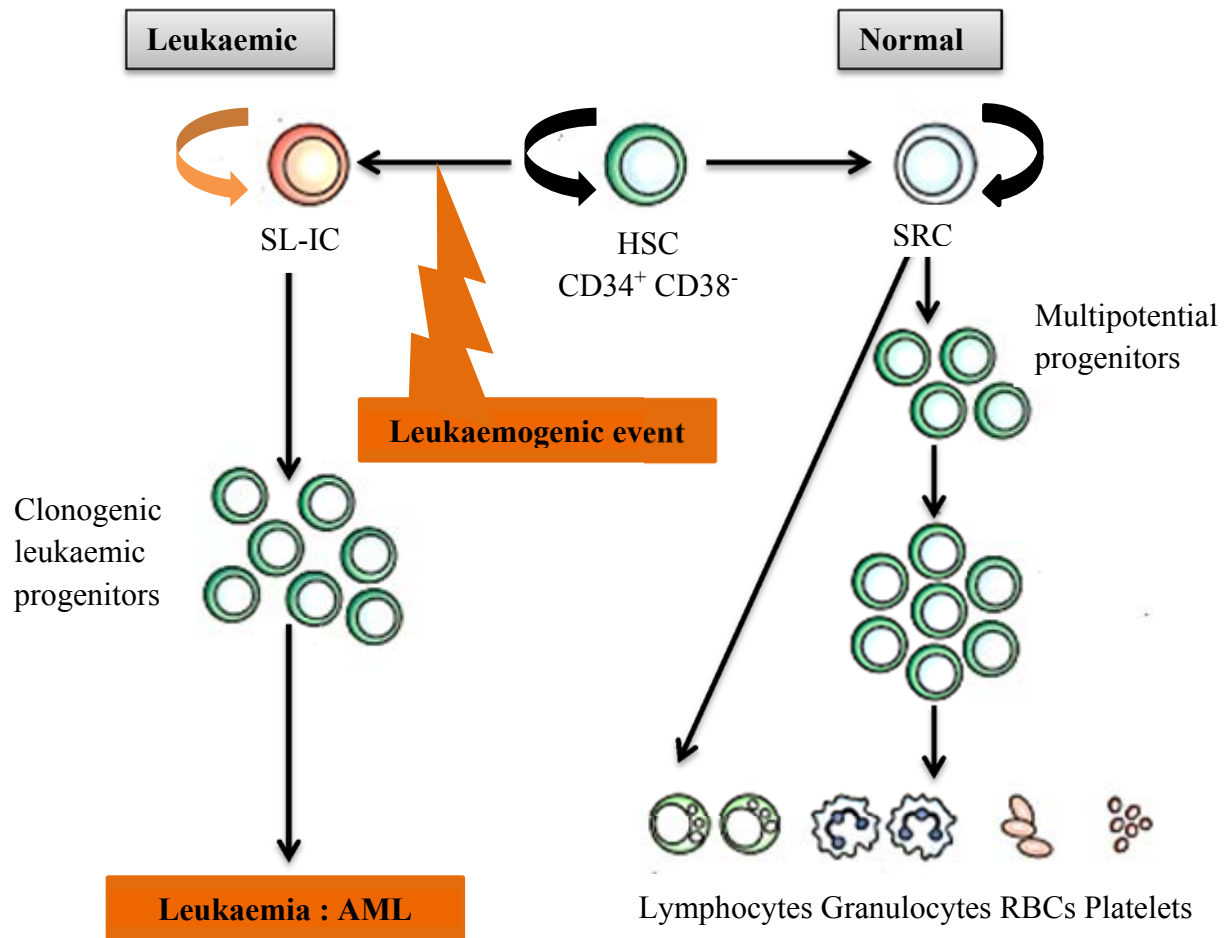 Leukaemic
Normal
SL-IC
HSC
CD34⁺ CD38⁻
SRC
Multipotential
progenitors
Leukaemogenic event
Clonogenic
leukaemic
progenitors
Leukaemia : AML
Lymphocytes Granulocytes RBCs Platelets